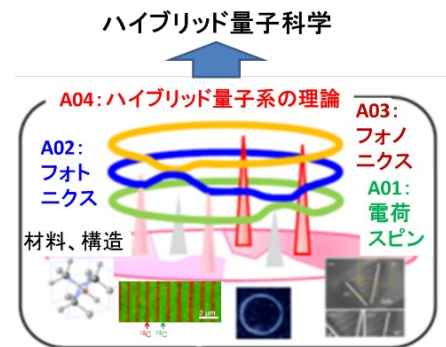 ハイブリッド量子科学
A04：ハイブリッド量子系の理論
A03：
フォノ
ニクス
A02：
フォト
ニクス
A01：
電荷
スピン
材料、構造
2 μm
¹²C ¹³C